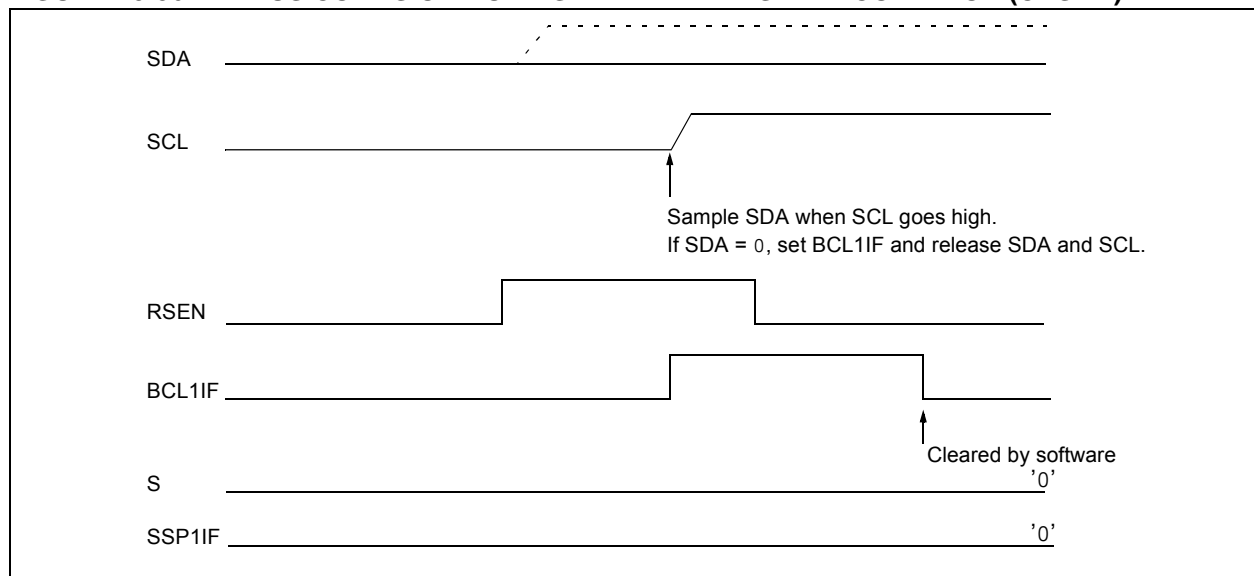 SDA
SCL
Sample SDA when SCL goes high.
If SDA = 0, set BCL1IF and release SDA and SCL.
RSEN
BCL1IF
Cleared by software
S
'0'
SSP1IF
'0'